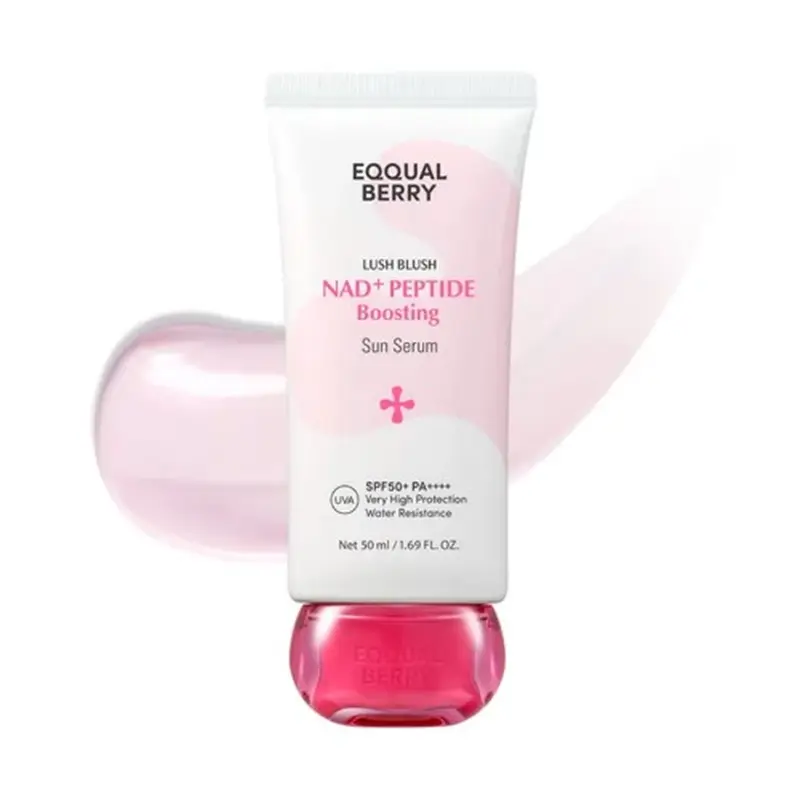 EQQUAL
BERRY
LUSH BLUSH
NAD+ PEPTIDE
Boosting
Sun Serum
UVA
SPF50+ PA++++
Very High Protection
Water Resistance
Net 50 ml / 1.69 FL. OZ.
EQQUAL
BERRY